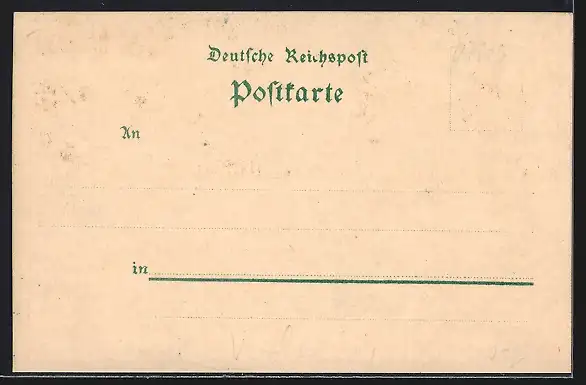 Deutsche Reichspost
Postkarte
An
in